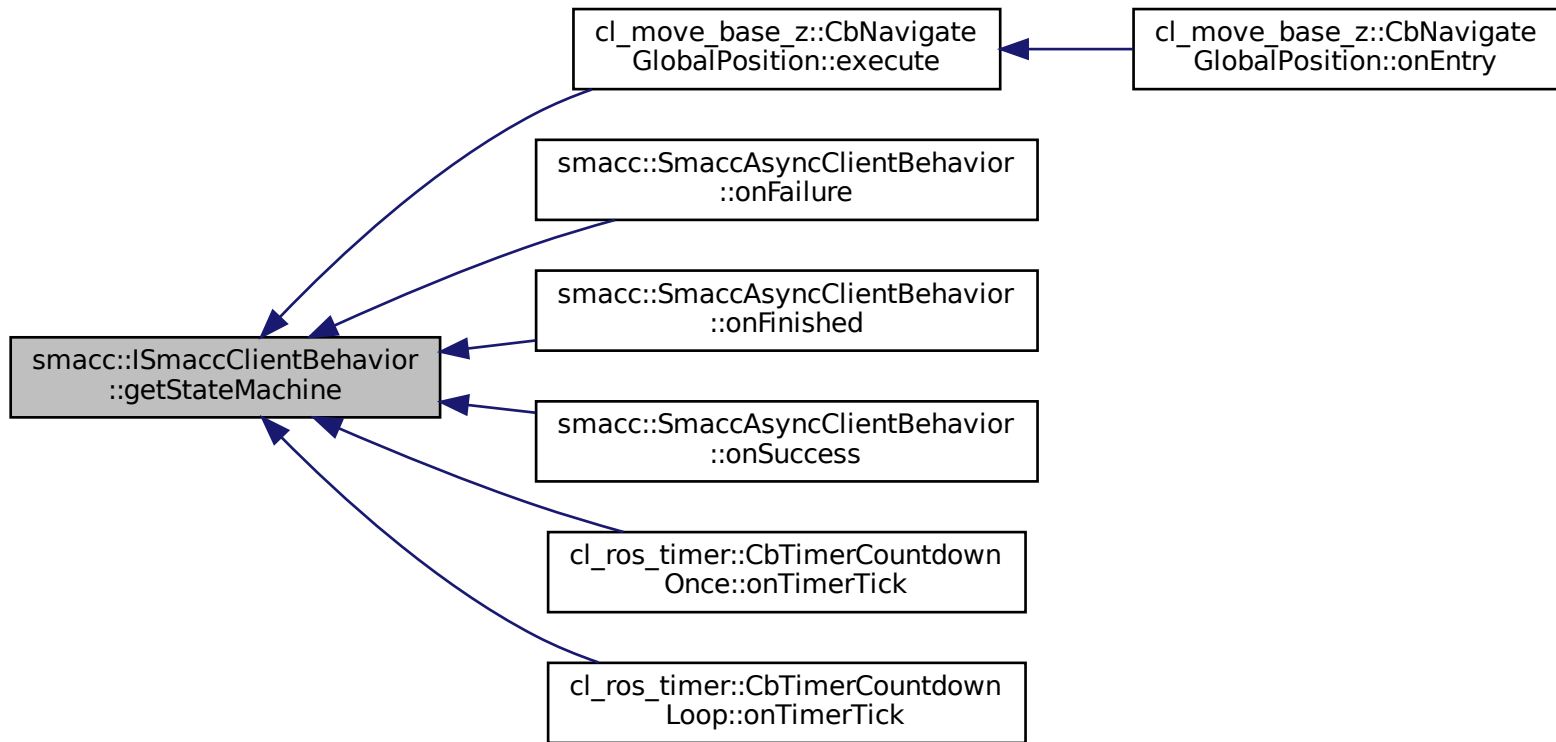 cl_move_base_z::CbNavigate
GlobalPosition::execute
cl_move_base_z::CbNavigate
GlobalPosition::onEntry
smacc::SmaccAsyncClientBehavior
::onFailure
smacc::SmaccAsyncClientBehavior
::onFinished
smacc::ISmaccClientBehavior
::getStateMachine
smacc::SmaccAsyncClientBehavior
::onSuccess
cl_ros_timer::CbTimerCountdown
Once::onTimerTick
cl_ros_timer::CbTimerCountdown
Loop::onTimerTick